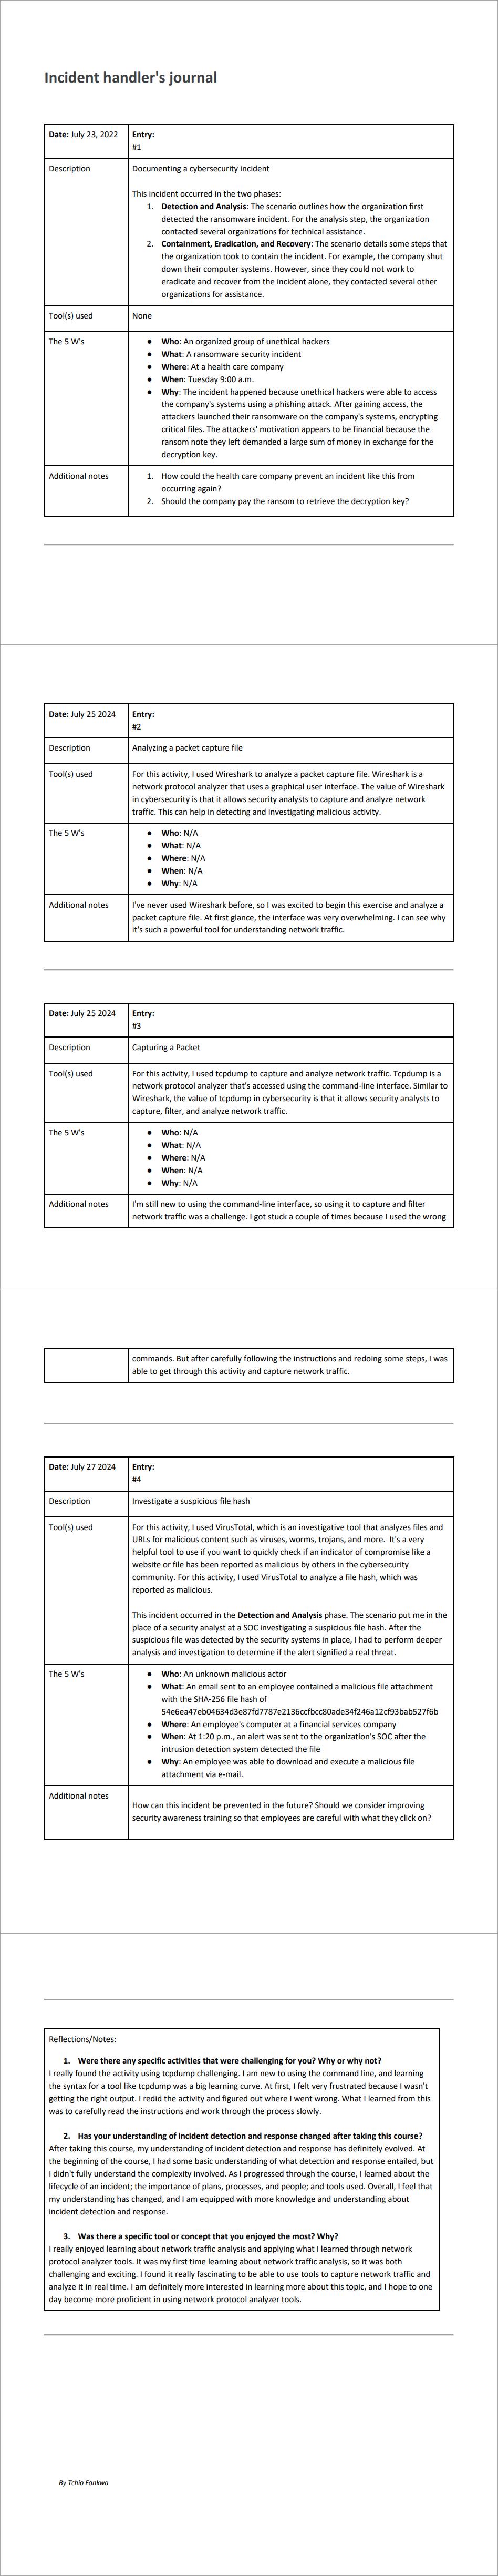 Incident handler's journal
Date: July 23, 2022
Entry:
#1
Description
Documenting a cybersecurity incident
This incident occurred in the two phases:
1. Detection and Analysis: The scenario outlines how the organization first
detected the ransomware incident. For the analysis step, the organization
contacted several organizations for technical assistance.
2. Containment, Eradication, and Recovery: The scenario details some steps that
the organization took to contain the incident. For example, the company shut
down their computer systems. However, since they could not work to
eradicate and recover from the incident alone, they contacted several other
organizations for assistance.
Tool(s) used
None
The 5 W's
● Who: An organized group of unethical hackers
● What: A ransomware security incident
● Where: At a health care company
● When: Tuesday 9:00 a.m.
● Why: The incident happened because unethical hackers were able to access
the company's systems using a phishing attack. After gaining access, the
attackers launched their ransomware on the company's systems, encrypting
critical files. The attackers' motivation appears to be financial because the
ransom note they left demanded a large sum of money in exchange for the
decryption key.
Additional notes
1. How could the health care company prevent an incident like this from
occurring again?
2. Should the company pay the ransom to retrieve the decryption key?
Date: July 25 2024
Entry:
#2
Description
Analyzing a packet capture file
Tool(s) used
For this activity, I used Wireshark to analyze a packet capture file. Wireshark is a
network protocol analyzer that uses a graphical user interface. The value of Wireshark
in cybersecurity is that it allows security analysts to capture and analyze network
traffic. This can help in detecting and investigating malicious activity.
The 5 W's
● Who: N/A
● What: N/A
● Where: N/A
● When: N/A
● Why: N/A
Additional notes
I've never used Wireshark before, so I was excited to begin this exercise and analyze a
packet capture file. At first glance, the interface was very overwhelming. I can see why
it's such a powerful tool for understanding network traffic.
Date: July 25 2024
Entry:
#3
Description
Capturing a Packet
Tool(s) used
For this activity, I used tcpdump to capture and analyze network traffic. Tcpdump is a
network protocol analyzer that's accessed using the command-line interface. Similar to
Wireshark, the value of tcpdump in cybersecurity is that it allows security analysts to
capture, filter, and analyze network traffic.
The 5 W's
● Who: N/A
● What: N/A
● Where: N/A
● When: N/A
● Why: N/A
Additional notes
I'm still new to using the command-line interface, so using it to capture and filter
network traffic was a challenge. I got stuck a couple of times because I used the wrong
commands. But after carefully following the instructions and redoing some steps, I was
able to get through this activity and capture network traffic.
Date: July 27 2024
Entry:
#4
Description
Investigate a suspicious file hash
Tool(s) used
For this activity, I used VirusTotal, which is an investigative tool that analyzes files and
URLs for malicious content such as viruses, worms, trojans, and more. It's a very
helpful tool to use if you want to quickly check if an indicator of compromise like a
website or file has been reported as malicious by others in the cybersecurity
community. For this activity, I used VirusTotal to analyze a file hash, which was
reported as malicious.
This incident occurred in the Detection and Analysis phase. The scenario put me in the
place of a security analyst at a SOC investigating a suspicious file hash. After the
suspicious file was detected by the security systems in place, I had to perform deeper
analysis and investigation to determine if the alert signified a real threat.
The 5 W's
● Who: An unknown malicious actor
● What: An email sent to an employee contained a malicious file attachment
with the SHA-256 file hash of
54e6ea47eb04634d3e87fd7787e2136ccfbcc80ade34f246a12cf93bab527f6b
● Where: An employee's computer at a financial services company
● When: At 1:20 p.m., an alert was sent to the organization's SOC after the
intrusion detection system detected the file
● Why: An employee was able to download and execute a malicious file
attachment via e-mail.
Additional notes
How can this incident be prevented in the future? Should we consider improving
security awareness training so that employees are careful with what they click on?
Reflections/Notes:
1. Were there any specific activities that were challenging for you? Why or why not?
I really found the activity using tcpdump challenging. I am new to using the command line, and learning
the syntax for a tool like tcpdump was a big learning curve. At first, I felt very frustrated because I wasn't
getting the right output. I redid the activity and figured out where I went wrong. What I learned from this
was to carefully read the instructions and work through the process slowly.
2. Has your understanding of incident detection and response changed after taking this course?
After taking this course, my understanding of incident detection and response has definitely evolved. At
the beginning of the course, I had some basic understanding of what detection and response entailed, but
I didn't fully understand the complexity involved. As I progressed through the course, I learned about the
lifecycle of an incident; the importance of plans, processes, and people; and tools used. Overall, I feel that
my understanding has changed, and I am equipped with more knowledge and understanding about
incident detection and response.
3. Was there a specific tool or concept that you enjoyed the most? Why?
I really enjoyed learning about network traffic analysis and applying what I learned through network
protocol analyzer tools. It was my first time learning about network traffic analysis, so it was both
challenging and exciting. I found it really fascinating to be able to use tools to capture network traffic and
analyze it in real time. I am definitely more interested in learning more about this topic, and I hope to one
day become more proficient in using network protocol analyzer tools.
By Tchio Fonkwa